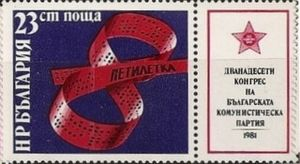 23 ст поща
НР БЪЛГАРИЯ
ПЕТИЛЕТКА
ДВАНАДЕСЕТИ
КОНГРЕС
НА
БЪЛГАРСКАТА
КОМУНИСТИЧЕСКА
ПАРТИЯ
1981